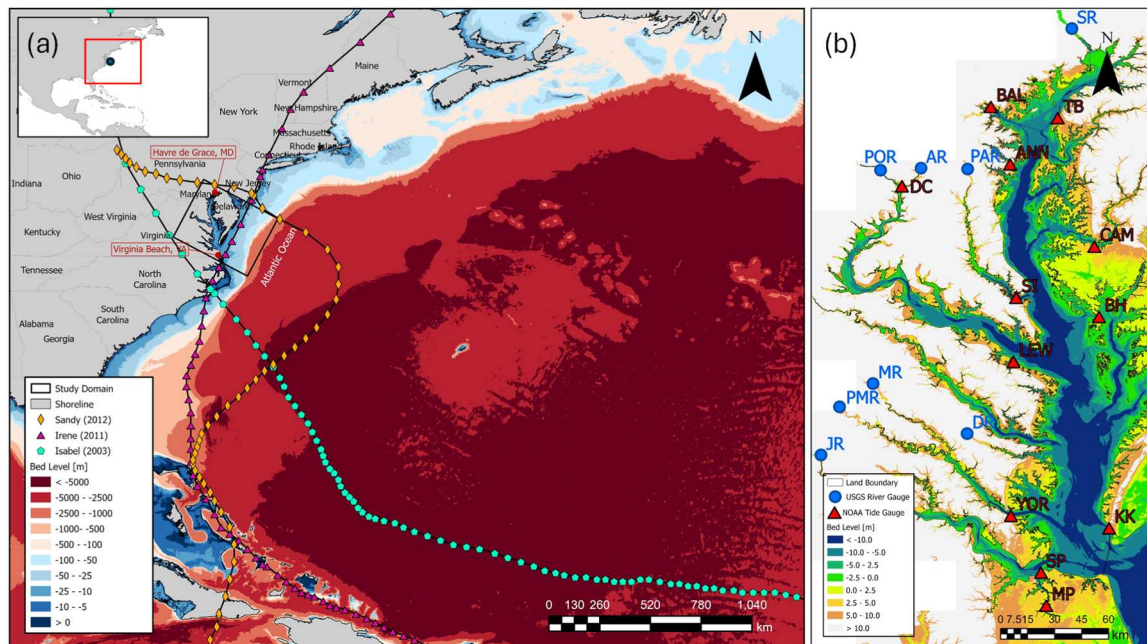 (a)
N
Maine
Vermont
New Hampshire
New York
Massachusetts
Rhode Island
Connecticut
Havre de Grace, MD
Pennsylvania
New Jersey
Indiana
Ohio
Maryland
Delaware
West Virginia
Kentucky
Virginia
Virginia Beach, VA
Atlantic Ocean
Tennessee
North Carolina
South Carolina
Alabama
Georgia
Study Domain
Shoreline
Sandy (2012)
Irene (2011)
Isabel (2003)
Bed Level [m]
< -5000
-5000 - -2500
-2500 - -1000
-1000- -500
-500 - -100
-100 - -50
-50 - -25
-25 - -10
-10 - -5
> 0
0 130 260 520 780 1,040
km
(b)
SR
N
BAL
TB
POR
AR
PAR
ANN
DC
CAM
SI
BH
LEW
MR
PMR
DR
JR
YOR
KK
SP
MP
Land Boundary
USGS River Gauge
NOAA Tide Gauge
Bed Level [m]
< -10.0
-10.0 - -5.0
-5.0 - 2.5
-2.5 - 0.0
0.0 - 2.5
2.5 - 5.0
5.0 - 10.0
> 10.0
0 7.515 30 45 60
km